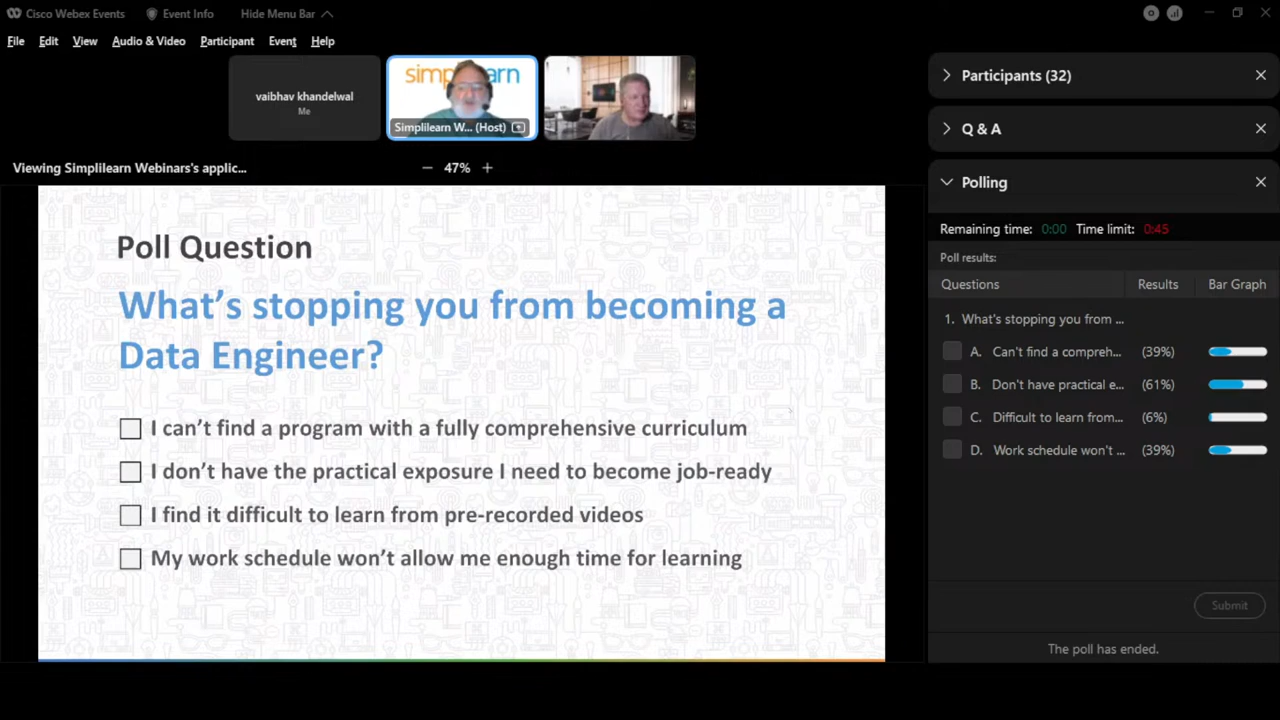 Cisco Webex Events
Event Info
Hide Menu Bar
File Edit View Audio & Video Participant Event Help
vaibhav khandelwal
Me
Simplilearn W... (Host)
Viewing Simplilearn Webinars's applic...
− 47% +
Poll Question
What's stopping you from becoming a
Data Engineer?
I can't find a program with a fully comprehensive curriculum
I don't have the practical exposure I need to become job-ready
I find it difficult to learn from pre-recorded videos
My work schedule won't allow me enough time for learning
Participants (32)
Q & A
Polling
Remaining time: 0:00 Time limit: 0:45
Poll results:
Questions Results Bar Graph
1. What's stopping you from ...
A. Can't find a compreh... (39%)
B. Don't have practical e... (61%)
C. Difficult to learn from... (6%)
D. Work schedule won't ... (39%)
Submit
The poll has ended.